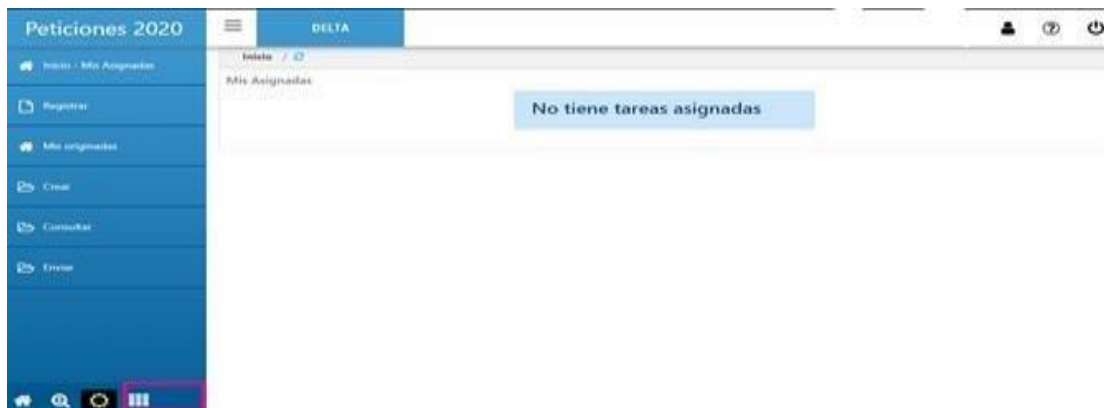 Peticiones 2020
DELTA
Inicio - Mis Asignadas
Inicio /
Mis Asignadas
Registrar
No tiene tareas asignadas
Mis originadas
Crear
Consultar
Enviar